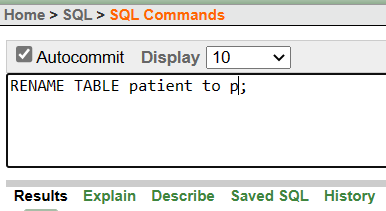 Home > SQL > SQL Commands
Autocommit Display 10
RENAME TABLE patient to p;
Results Explain Describe Saved SQL History